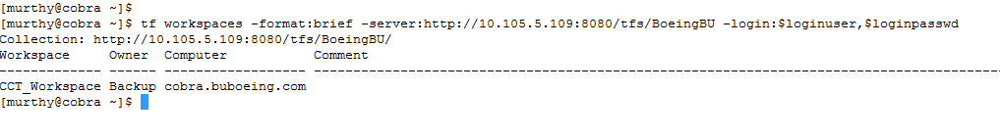 [murthy@cobra ~]$
[murthy@cobra ~]$ tf workspaces -format:brief -server:http://10.105.5.109:8080/tfs/BoeingBU -login:$loginuser,$loginpasswd
Collection: http://10.105.5.109:8080/tfs/BoeingBU/
Workspace     Owner  Computer           Comment
------------- ------ ------------------ ---------------------------------------------------------------------------------------------------
CCT_Workspace Backup cobra.buboeing.com
[murthy@cobra ~]$